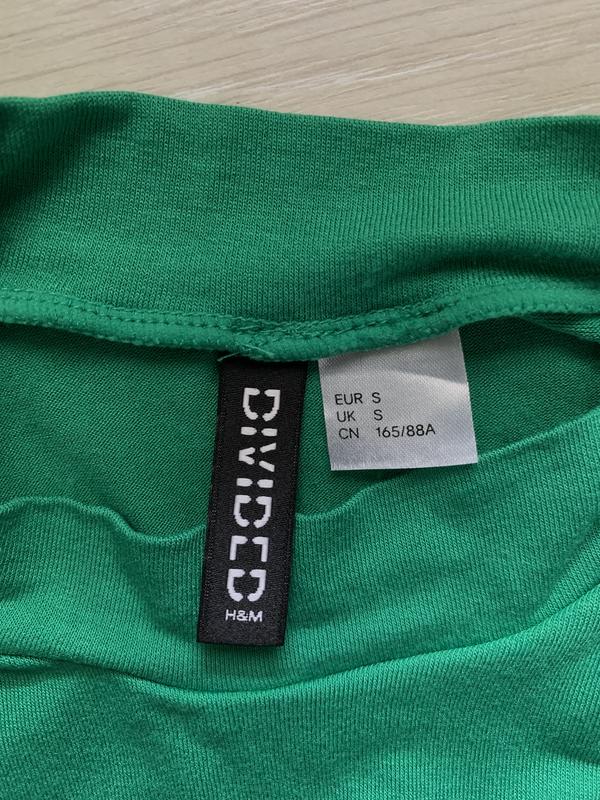 DIVIDED
H&M
EUR S
UK S
CN 165/88A